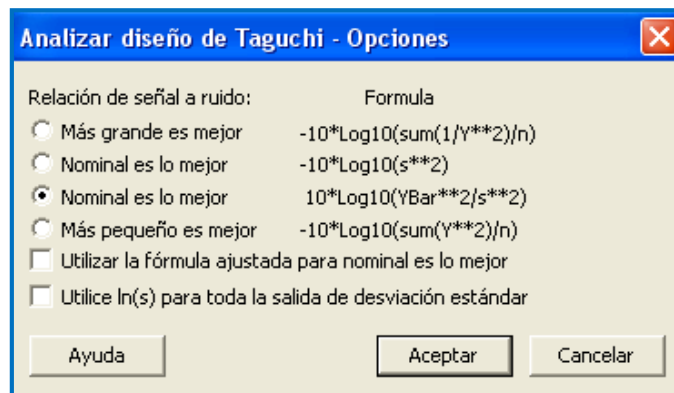 Analizar diseño de Taguchi - Opciones
Relación de señal a ruido: Formula
Más grande es mejor -10*Log10(sum(1/Y**2)/n)
Nominal es lo mejor -10*Log10(s**2)
Nominal es lo mejor 10*Log10(YBar**2/s**2)
Más pequeño es mejor -10*Log10(sum(Y**2)/n)
Utilizar la fórmula ajustada para nominal es lo mejor
Utilice ln(s) para toda la salida de desviación estándar
Ayuda Aceptar Cancelar